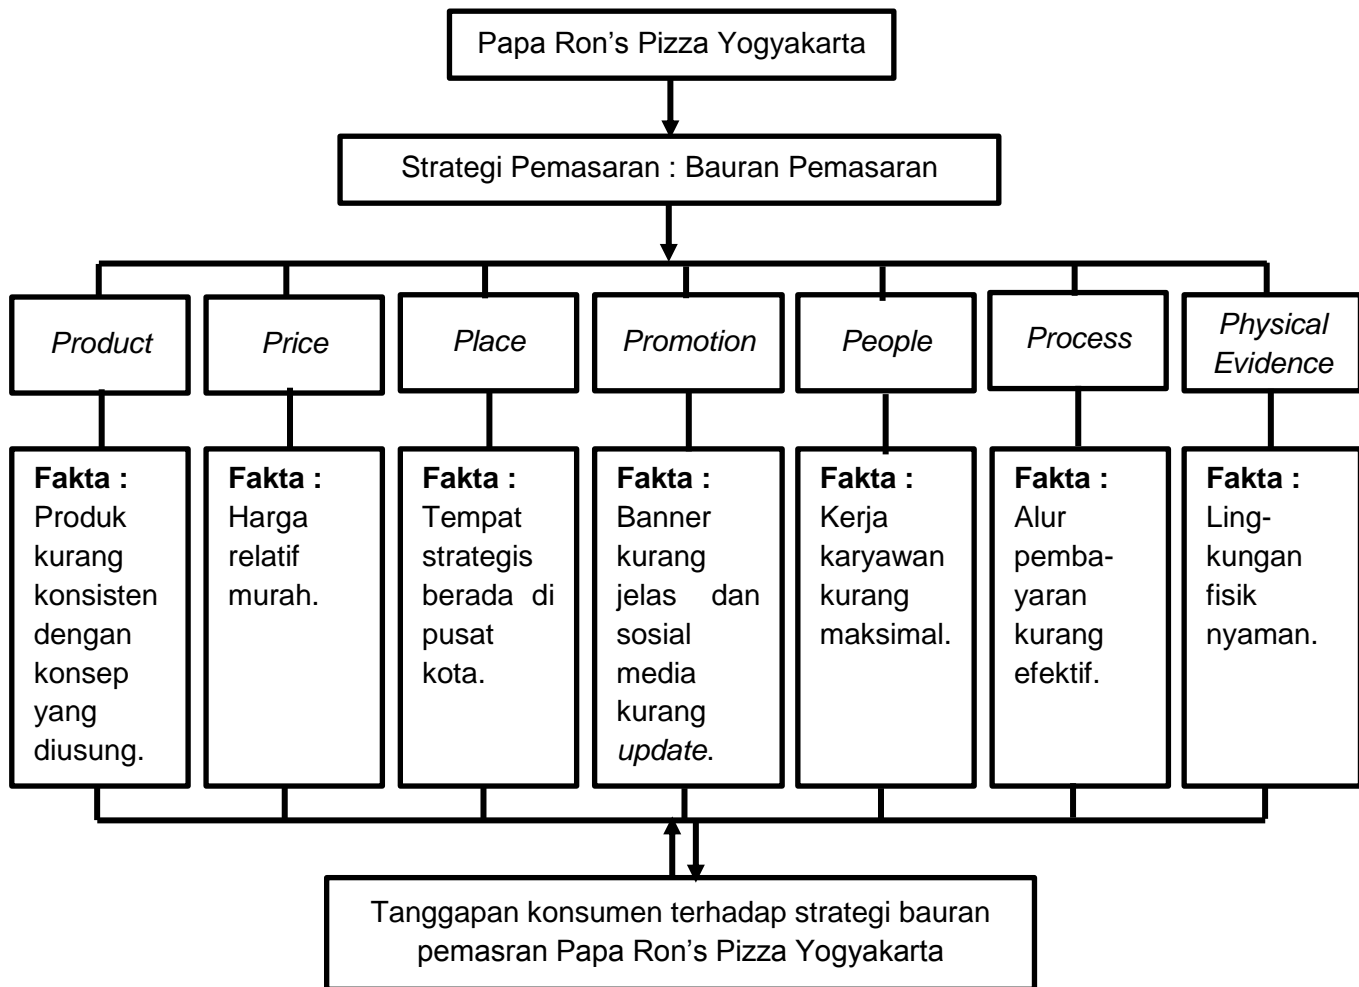 Papa Ron’s Pizza Yogyakarta
Strategi Pemasaran : Bauran Pemasaran
Product
Price
Place
Promotion
People
Process
Physical
Evidence
Fakta :
Produk
kurang
konsisten
dengan
konsep
yang
diusung.
Fakta :
Harga
relatif
murah.
Fakta :
Tempat
strategis
berada di
pusat
kota.
Fakta :
Banner
kurang
jelas dan
sosial
media
kurang
update.
Fakta :
Kerja
karyawan
kurang
maksimal.
Fakta :
Alur
pemba-
yaran
kurang
efektif.
Fakta :
Ling-
kungan
fisik
nyaman.
Tanggapan konsumen terhadap strategi bauran
pemasran Papa Ron’s Pizza Yogyakarta